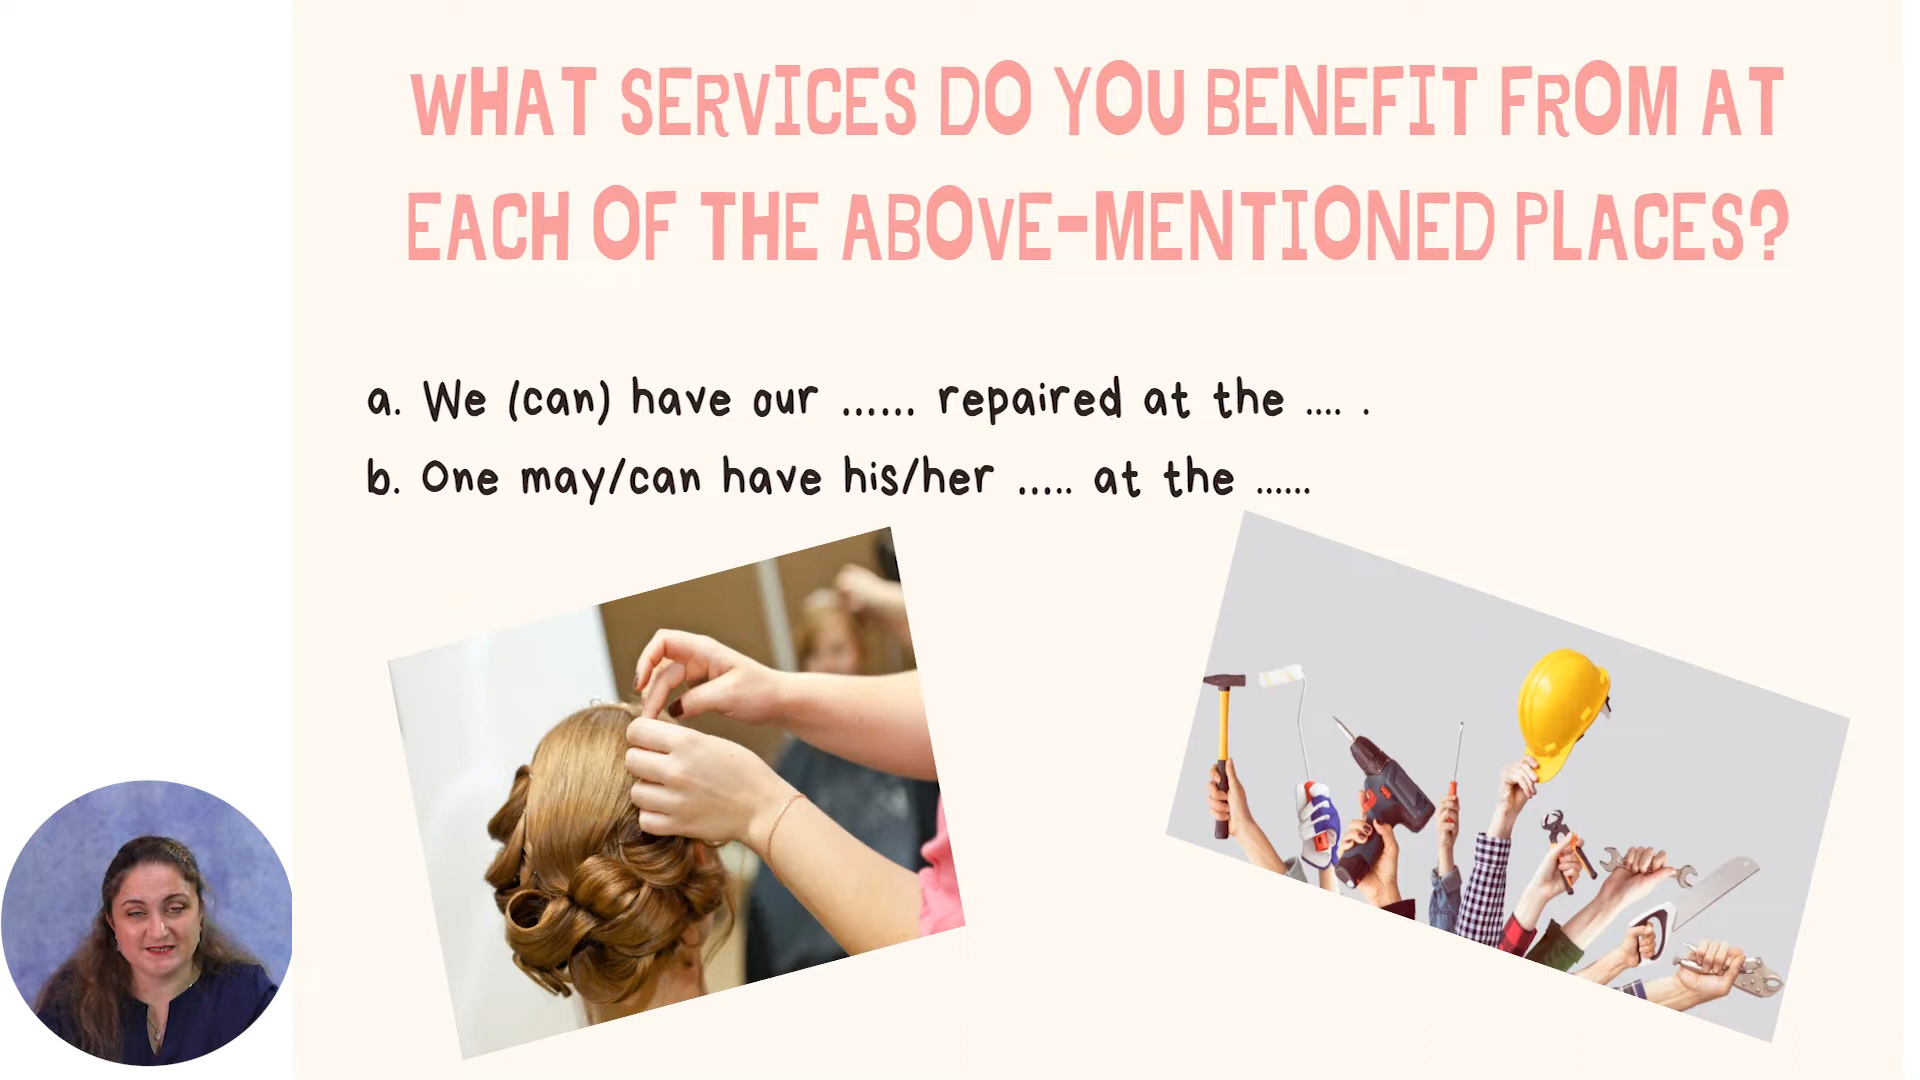 WHAT SERVICES DO YOU BENEFIT FROM AT
EACH OF THE ABOVE-MENTIONED PLACES?
a. We (can) have our ...... repaired at the .... .
b. One may/can have his/her ..... at the ......